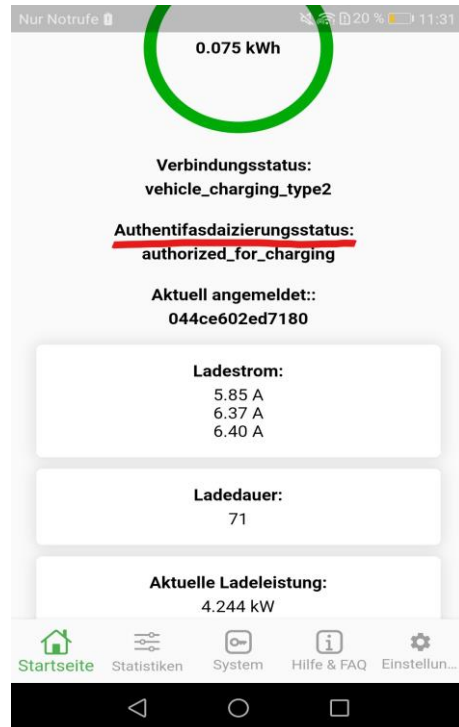 Nur Notrufe
20 % 11:31
0.075 kWh
Verbindungsstatus:
vehicle_charging_type2
Authentifasdaizierungsstatus:
authorized_for_charging
Aktuell angemeldet::
044ce602ed7180
Ladestrom:
5.85 A
6.37 A
6.40 A
Ladedauer:
71
Aktuelle Ladeleistung:
4.244 kW
Startseite Statistiken System Hilfe & FAQ Einstellun...